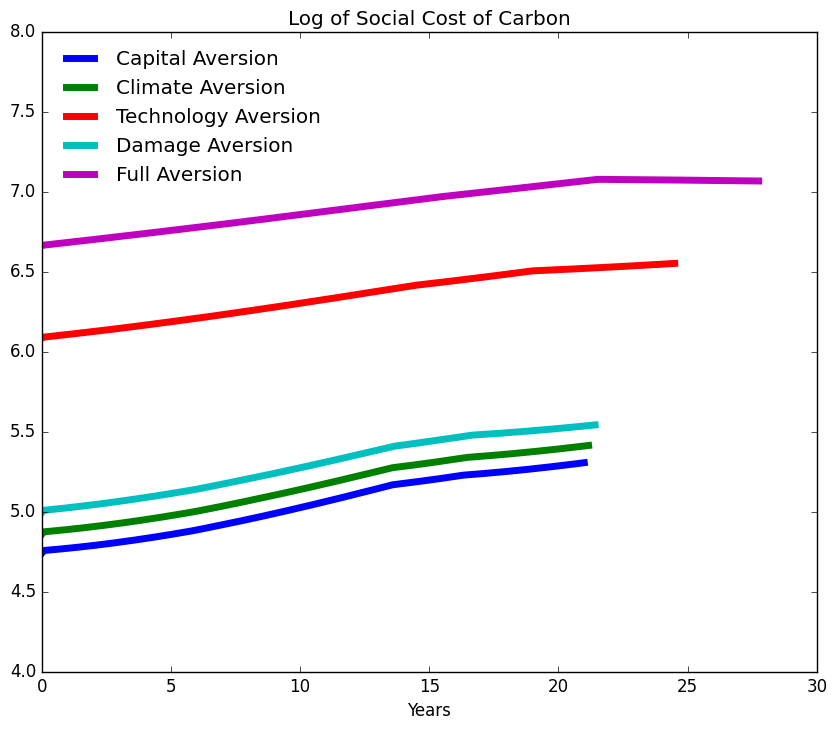 Log of Social Cost of Carbon
8.0
7.5
7.0
6.5
6.0
5.5
5.0
4.5
4.0
Capital Aversion
Climate Aversion
Technology Aversion
Damage Aversion
Full Aversion
0 5 10 15 20 25 30
Years